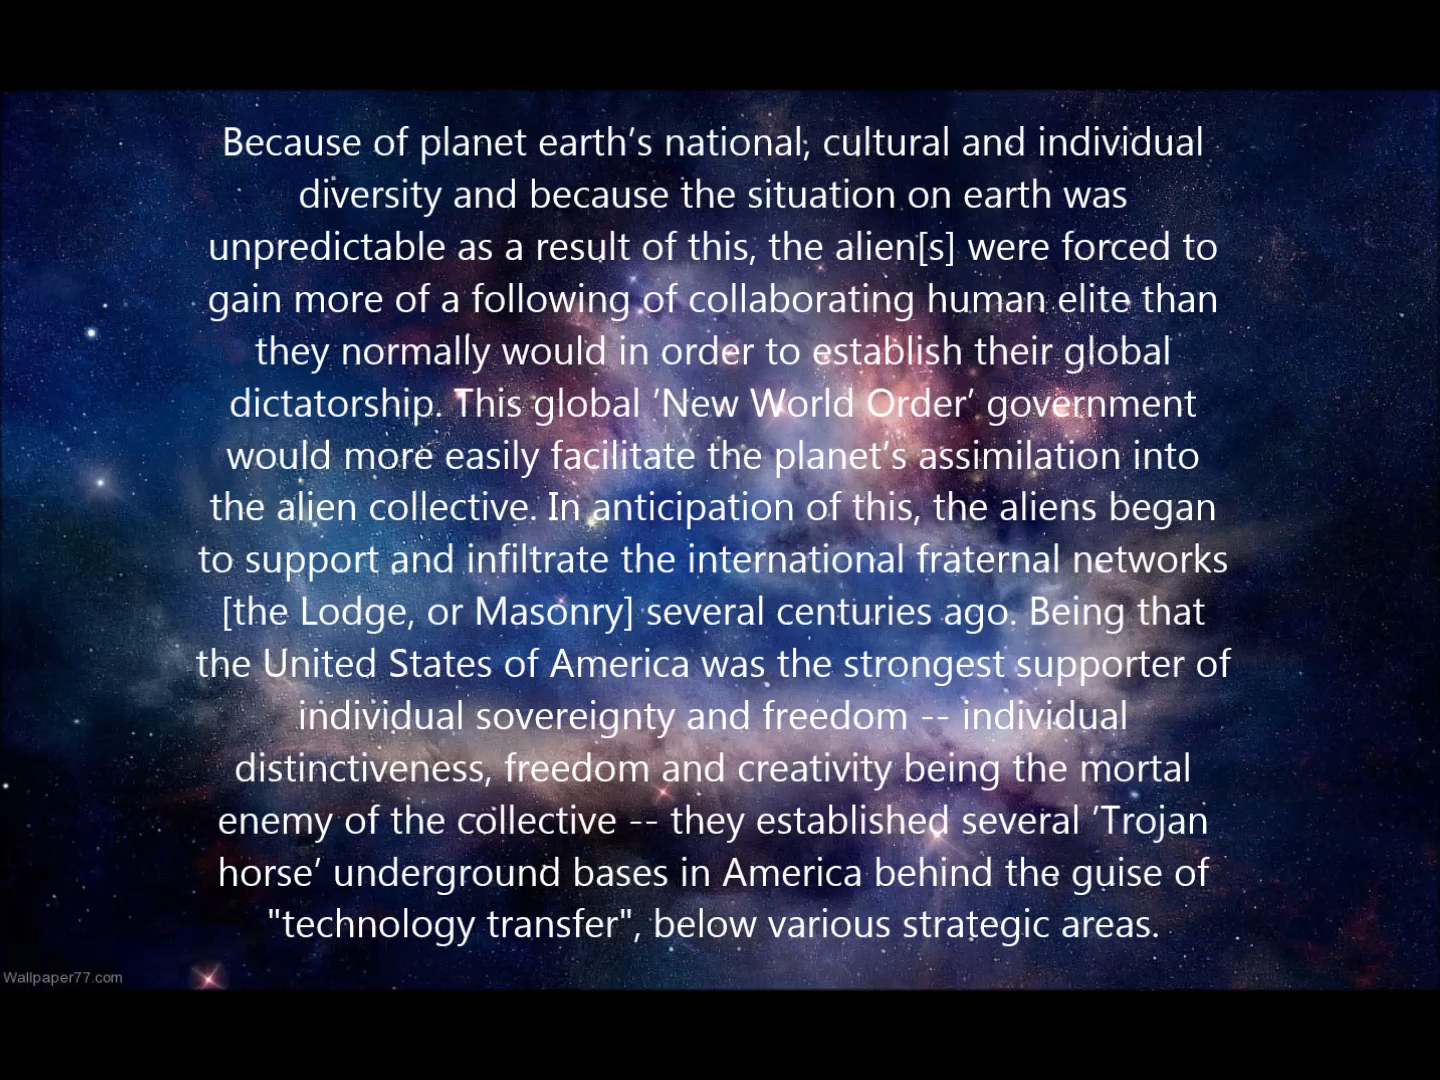 Because of planet earth’s national, cultural and individual
diversity and because the situation on earth was
unpredictable as a result of this, the alien[s] were forced to
gain more of a following of collaborating human elite than
they normally would in order to establish their global
dictatorship. This global ’New World Order’ government
would more easily facilitate the planet’s assimilation into
the alien collective. In anticipation of this, the aliens began
to support and infiltrate the international fraternal networks
[the Lodge, or Masonry] several centuries ago. Being that
the United States of America was the strongest supporter of
individual sovereignty and freedom -- individual
distinctiveness, freedom and creativity being the mortal
enemy of the collective -- they established several ’Trojan
horse’ underground bases in America behind the guise of
"technology transfer", below various strategic areas.
Wallpaper77.com